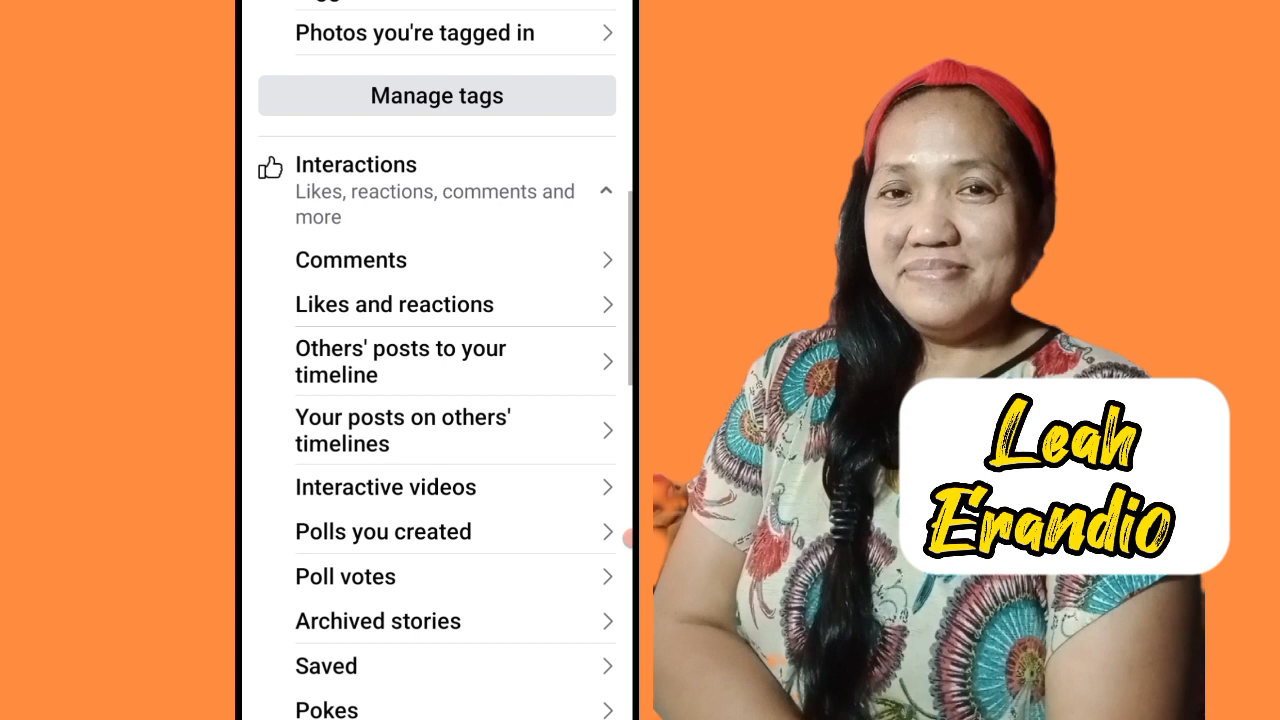 Photos you're tagged in
Manage tags
Interactions
Likes, reactions, comments and
more
Comments
Likes and reactions
Others' posts to your
timeline
Your posts on others'
timelines
Interactive videos
Polls you created
Poll votes
Archived stories
Saved
Pokes
Leah
Erandio